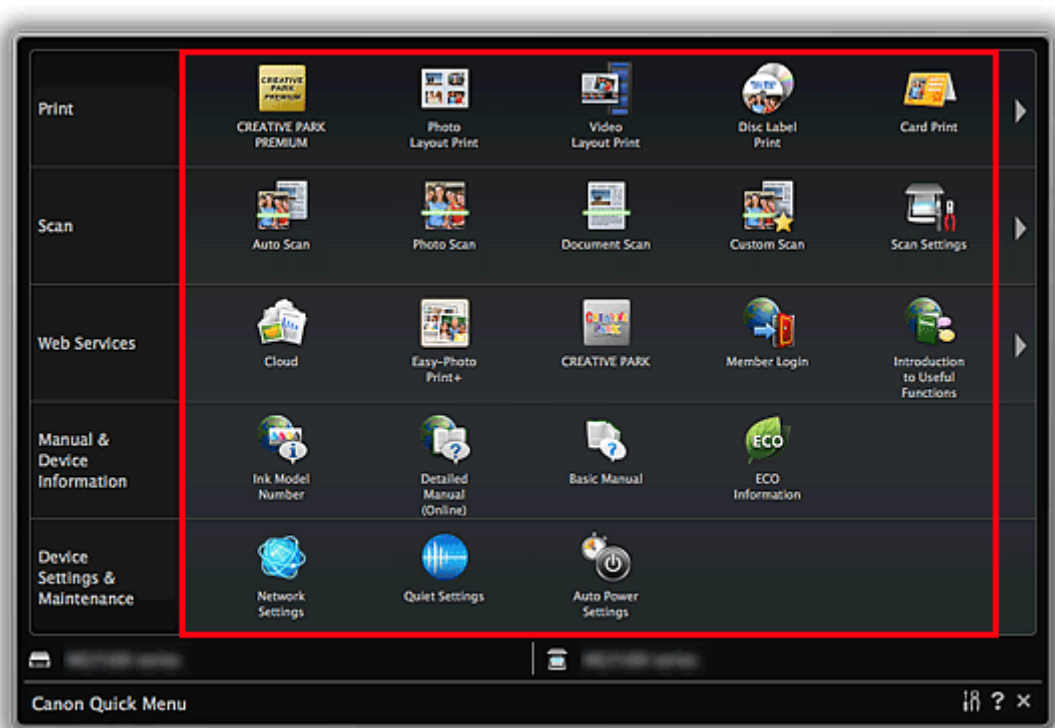 Print
CREATIVE
PARK
PREMIUM
CREATIVE PARK
PREMIUM
Photo
Layout Print
Video
Layout Print
Disc Label
Print
Card Print
Scan
Auto Scan
Photo Scan
Document Scan
Custom Scan
Scan Settings
Web Services
Cloud
Easy-Photo
Print+
CREATIVE PARK
Member Login
Introduction
to Useful
Functions
Manual &
Device
Information
Ink Model
Number
Detailed
Manual
(Online)
Basic Manual
ECO
ECO
Information
Device
Settings &
Maintenance
Network
Settings
Quiet Settings
Auto Power
Settings
Canon Quick Menu